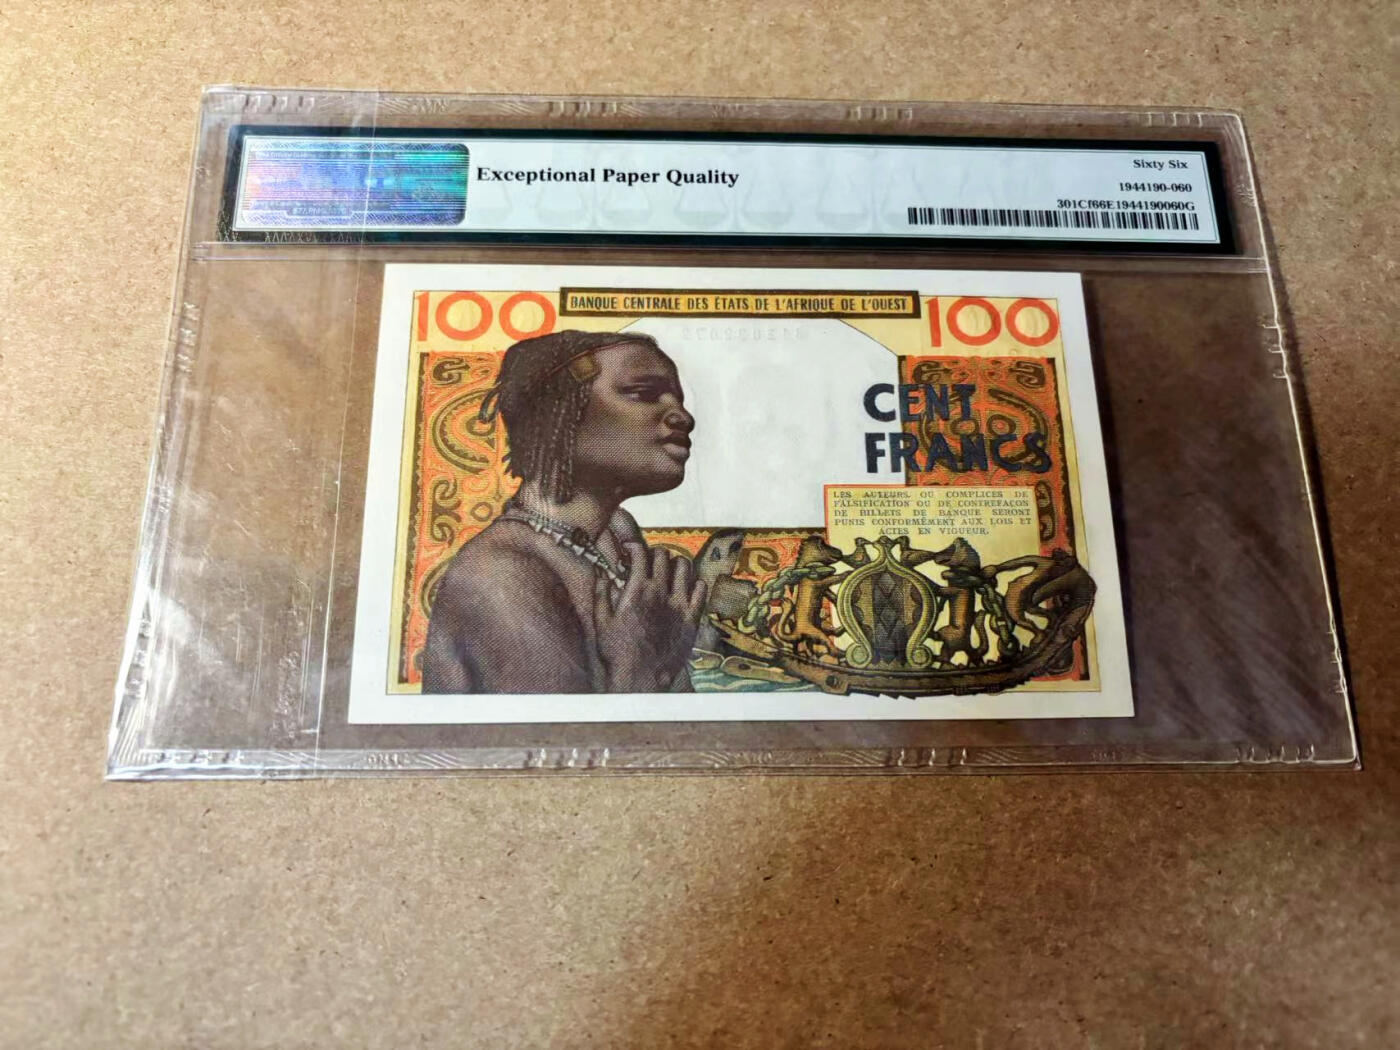 Exceptional Paper Quality
Sixty Six
1944190-060
301Cf66E1944190060G
100
BANQUE CENTRALE DES ÉTATS DE L'AFRIQUE DE L'OUEST
100
CENT
FRANCS
LES AUTEURS OU COMPLICES DE
FALSIFICATION OU DE CONTREFAÇON
DE BILLETS DE BANQUE SERONT
PUNIS CONFORMÉMENT AUX LOIS ET
ACTES EN VIGUEUR.